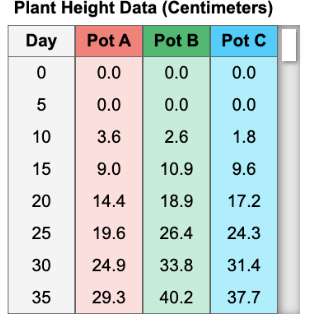 Plant Height Data (Centimeters)
Day Pot A Pot B Pot C
0 0.0 0.0 0.0
5 0.0 0.0 0.0
10 3.6 2.6 1.8
15 9.0 10.9 9.6
20 14.4 18.9 17.2
25 19.6 26.4 24.3
30 24.9 33.8 31.4
35 29.3 40.2 37.7